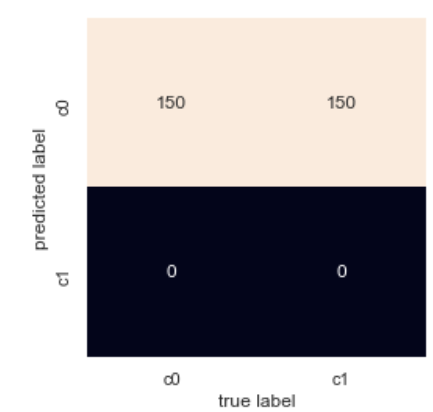 predicted label
c0
150 150
c1
0 0
c0 c1
true label